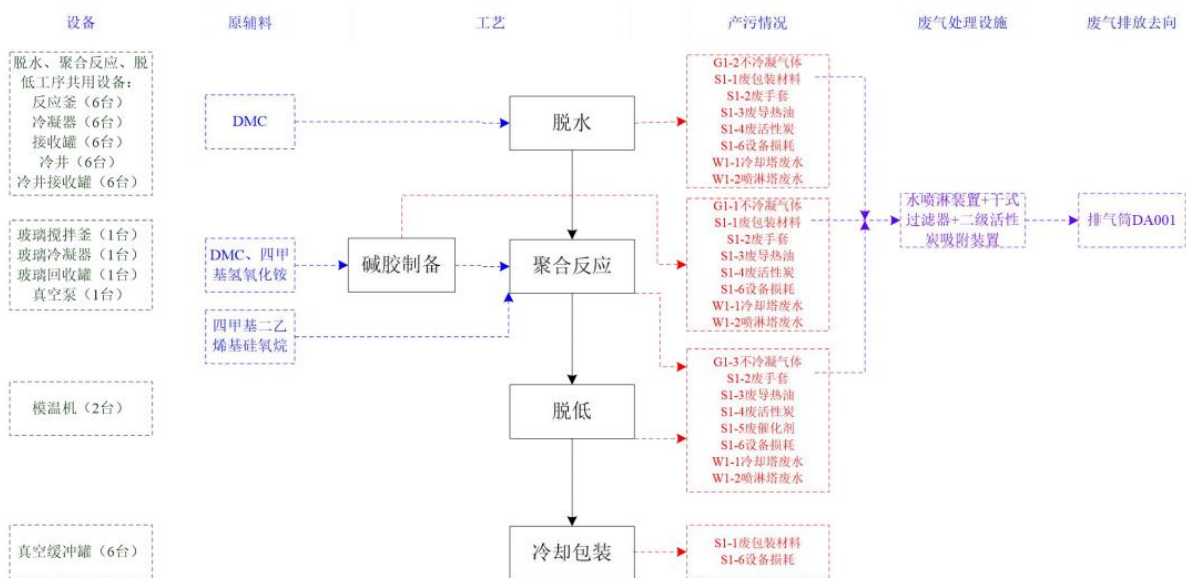 设备
原辅料
工艺
产污情况
废气处理设施
废气排放去向
脱水、聚合反应、脱
低工序共用设备：
反应釜（6台）
冷凝器（6台）
接收罐（6台）
冷井（6台）
冷井接收罐（6台）
DMC
脱水
G1-2不冷凝气体
S1-1废包装材料
S1-2废手套
S1-3废导热油
S1-4废活性炭
S1-6设备损耗
W1-1冷却塔废水
W1-2喷淋塔废水
玻璃搅拌釜（1台）
玻璃冷凝器（1台）
玻璃回收罐（1台）
真空泵（1台）
DMC、四甲
基氢氧化铵
碱胶制备
聚合反应
G1-1不冷凝气体
S1-1废包装材料
S1-2废手套
S1-3废导热油
S1-4废活性炭
S1-6设备损耗
W1-1冷却塔废水
W1-2喷淋塔废水
水喷淋装置+干式
过滤器+二级活性
炭吸附装置
排气筒DA001
四甲基二乙
烯基硅氧烷
模温机（2台）
脱低
G1-3不冷凝气体
S1-2废手套
S1-3废导热油
S1-4废活性炭
S1-5废催化剂
S1-6设备损耗
W1-1冷却塔废水
W1-2喷淋塔废水
真空缓冲罐（6台）
冷却包装
S1-1废包装材料
S1-6设备损耗